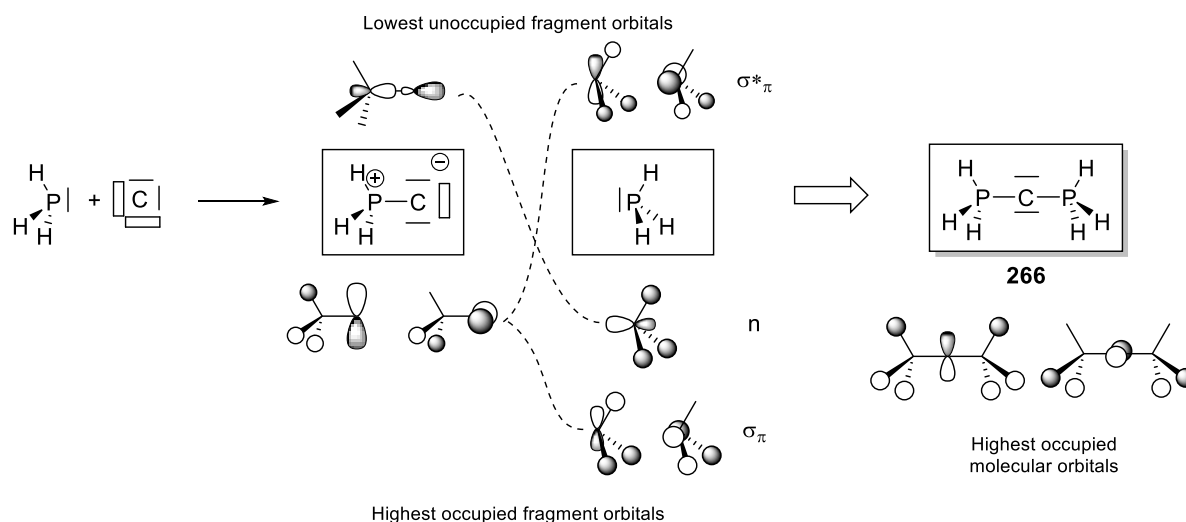 Lowest unoccupied fragment orbitals
σ*π
H
P
H
H
+
C
H
⊕
P
C
⊖
H
H
H
P
H
H
H
P
C
P
H
H
H
H
H
266
n
σπ
Highest occupied
molecular orbitals
Highest occupied fragment orbitals